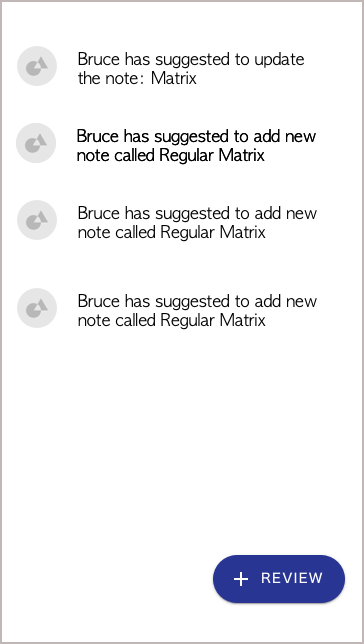 Bruce has suggested to update
the note: Matrix
Bruce has suggested to add new
note called Regular Matrix
Bruce has suggested to add new
note called Regular Matrix
Bruce has suggested to add new
note called Regular Matrix
+ REVIEW